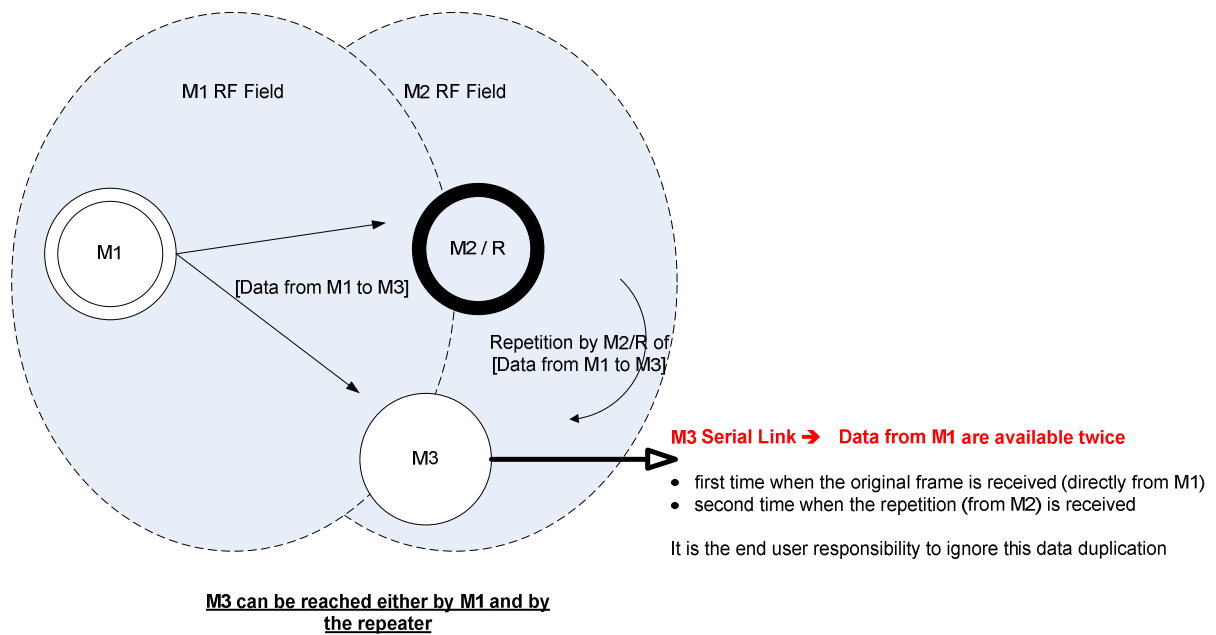 M1 RF Field
M2 RF Field
M1
M2 / R
[Data from M1 to M3]
Repetition by M2/R of
[Data from M1 to M3]
M3
M3 Serial Link ➔ Data from M1 are available twice
• first time when the original frame is received (directly from M1)
• second time when the repetition (from M2) is received
It is the end user responsibility to ignore this data duplication
M3 can be reached either by M1 and by
the repeater